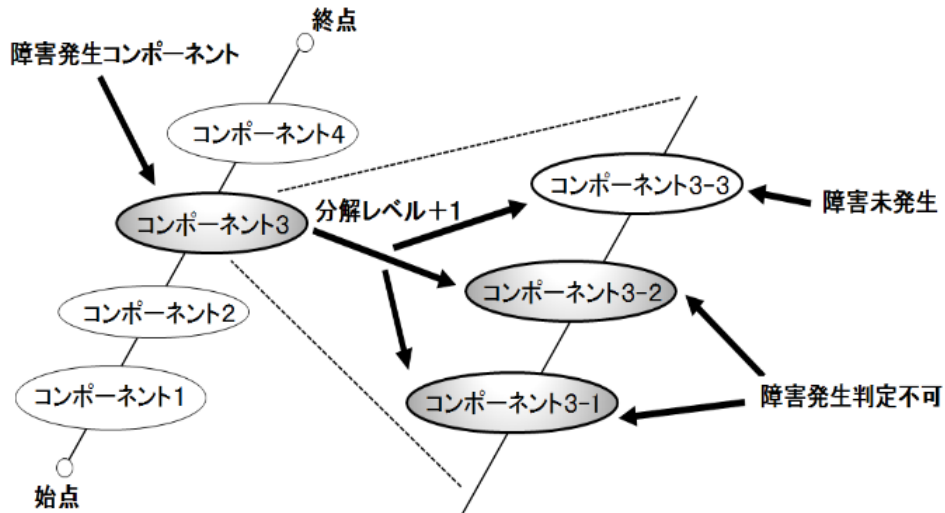 終点
障害発生コンポーネント
コンポーネント4
コンポーネント3-3
障害未発生
コンポーネント3
分解レベル+1
コンポーネント3-2
コンポーネント2
コンポーネント1
コンポーネント3-1
障害発生判定不可
始点